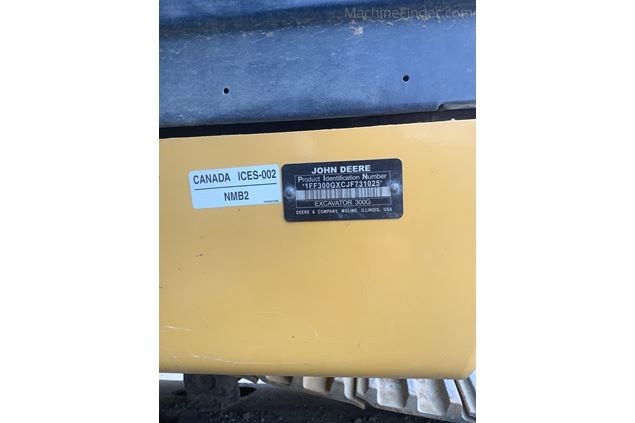 MachineFinder.com
CANADA ICES-002
NMB2
JOHN DEERE
Product Identification Number
*1FF300GXCJF731025*
EXCAVATOR 300G
DEERE & COMPANY, MOLINE, ILLINOIS, USA